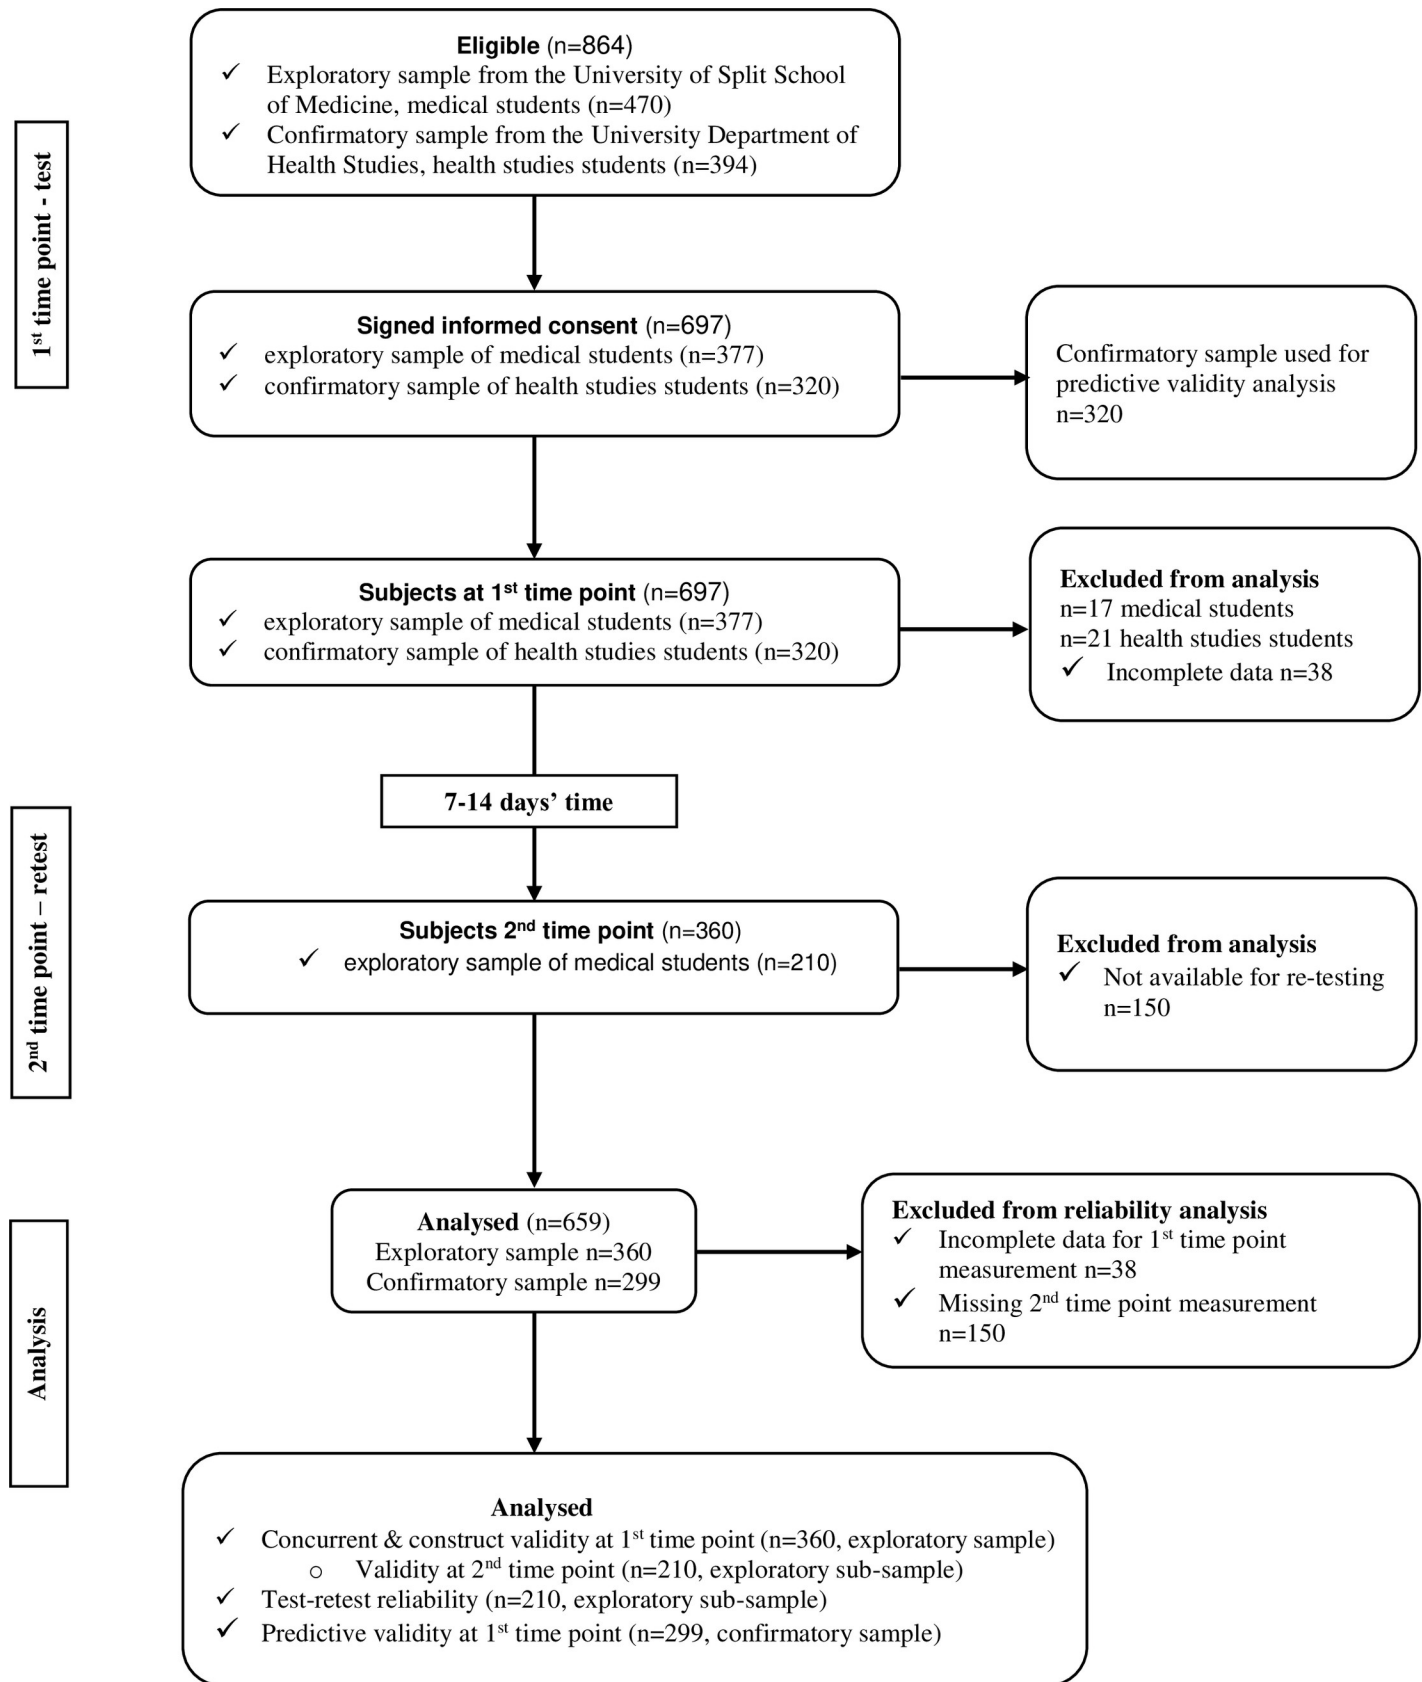 1st time point - test
Eligible (n=864)
✓ Exploratory sample from the University of Split School
of Medicine, medical students (n=470)
✓ Confirmatory sample from the University Department of
Health Studies, health studies students (n=394)
Signed informed consent (n=697)
✓ exploratory sample of medical students (n=377)
✓ confirmatory sample of health studies students (n=320)
Confirmatory sample used for
predictive validity analysis
n=320
Subjects at 1st time point (n=697)
✓ exploratory sample of medical students (n=377)
✓ confirmatory sample of health studies students (n=320)
Excluded from analysis
n=17 medical students
n=21 health studies students
✓ Incomplete data n=38
7-14 days’ time
2nd time point – retest
Subjects 2nd time point (n=360)
✓ exploratory sample of medical students (n=210)
Excluded from analysis
✓ Not available for re-testing
n=150
Analysis
Analysed (n=659)
Exploratory sample n=360
Confirmatory sample n=299
Excluded from reliability analysis
✓ Incomplete data for 1st time point
measurement n=38
✓ Missing 2nd time point measurement
n=150
Analysed
✓ Concurrent & construct validity at 1st time point (n=360, exploratory sample)
o Validity at 2nd time point (n=210, exploratory sub-sample)
✓ Test-retest reliability (n=210, exploratory sub-sample)
✓ Predictive validity at 1st time point (n=299, confirmatory sample)